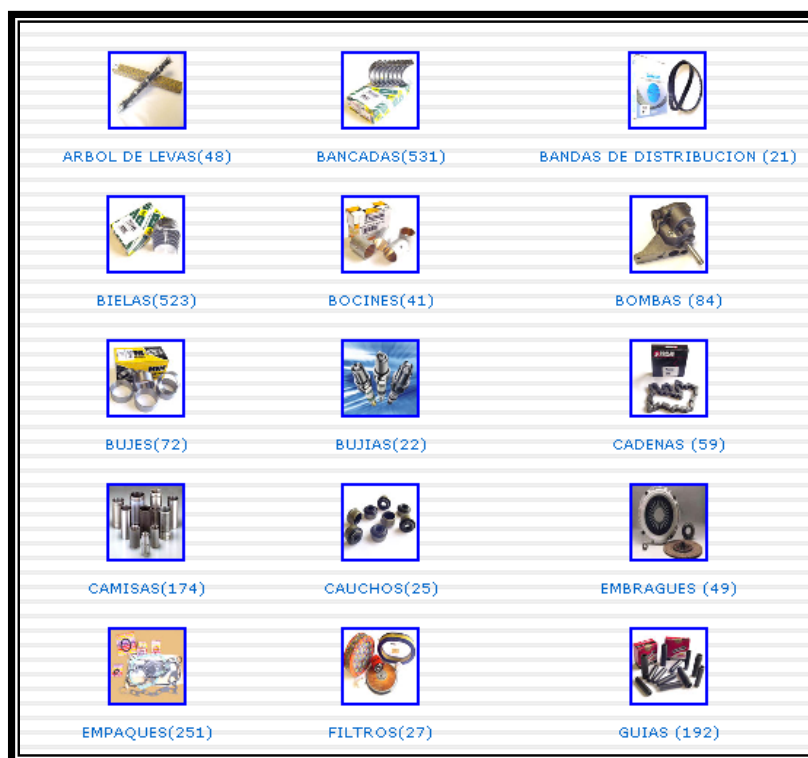 ARBOL DE LEVAS(48) BANCADAS(531) BANDAS DE DISTRIBUCION (21)
BIELAS(523) BOCINES(41) BOMBAS (84)
BUJES(72) BUJIAS(22) CADENAS (59)
CAMISAS(174) CAUCHOS(25) EMBRAGUES (49)
EMPAQUES(251) FILTROS(27) GUIAS (192)